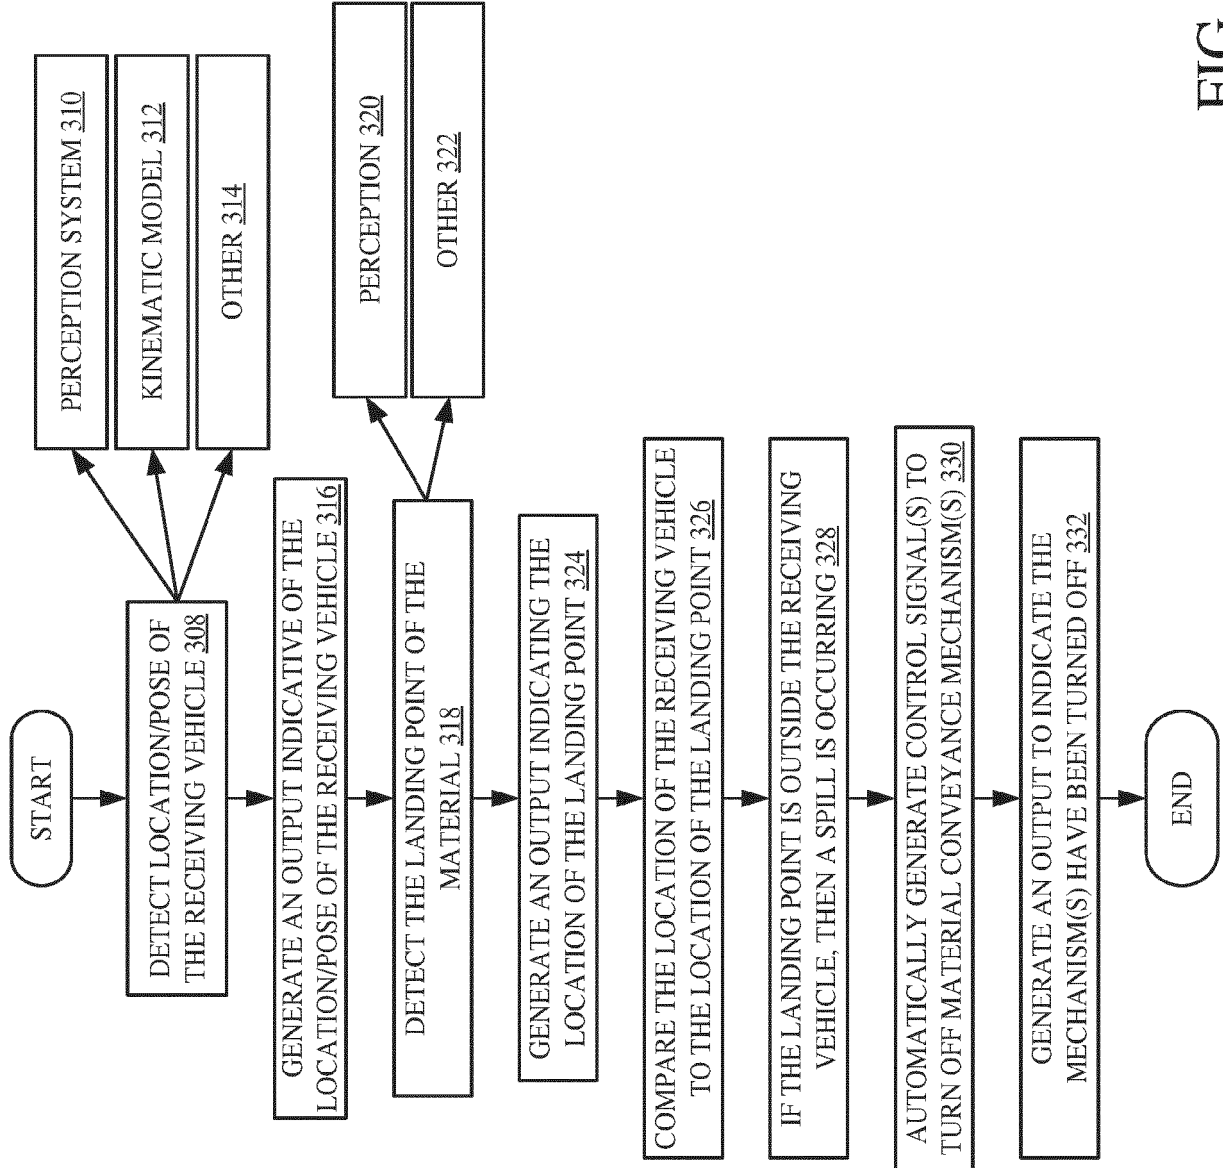 START
DETECT LOCATION/POSE OF
THE RECEIVING VEHICLE 308
PERCEPTION SYSTEM 310
KINEMATIC MODEL 312
OTHER 314
GENERATE AN OUTPUT INDICATIVE OF THE
LOCATION/POSE OF THE RECEIVING VEHICLE 316
DETECT THE LANDING POINT OF THE
MATERIAL 318
PERCEPTION 320
OTHER 322
GENERATE AN OUTPUT INDICATING THE
LOCATION OF THE LANDING POINT 324
COMPARE THE LOCATION OF THE RECEIVING VEHICLE
TO THE LOCATION OF THE LANDING POINT 326
IF THE LANDING POINT IS OUTSIDE THE RECEIVING
VEHICLE, THEN A SPILL IS OCCURRING 328
AUTOMATICALLY GENERATE CONTROL SIGNAL(S) TO
TURN OFF MATERIAL CONVEYANCE MECHANISM(S) 330
GENERATE AN OUTPUT TO INDICATE THE
MECHANISM(S) HAVE BEEN TURNED OFF 332
END
FIG